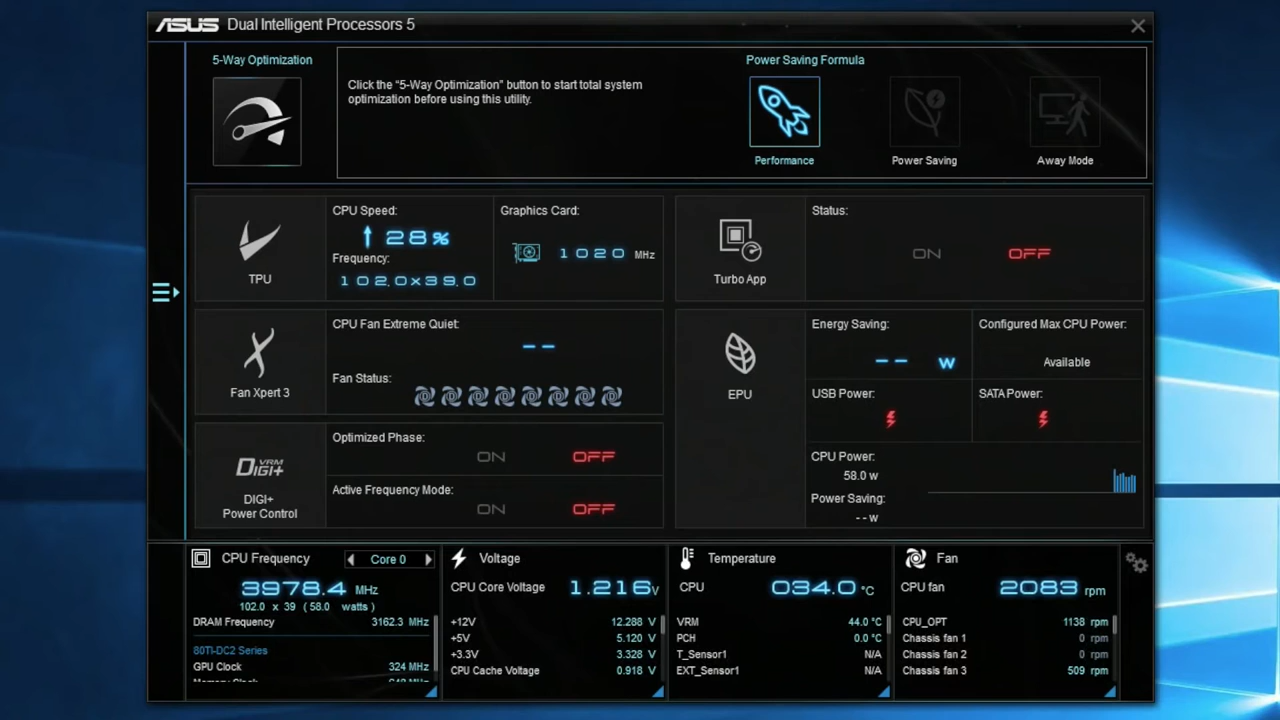 ASUS Dual Intelligent Processors 5
5-Way Optimization
Click the "5-Way Optimization" button to start total system
optimization before using this utility.
Power Saving Formula
Performance
Power Saving
Away Mode
TPU
CPU Speed:
28%
Frequency:
102.0x39.0
Graphics Card:
1020 MHz
Turbo App
Status:
ON OFF
Fan Xpert 3
CPU Fan Extreme Quiet:
--
Fan Status:
EPU
Energy Saving:
-- w
Configured Max CPU Power:
Available
USB Power:
SATA Power:
CPU Power:
58.0 w
Power Saving:
-- w
VRM
DIGI+
DIGI+
Power Control
Optimized Phase:
ON OFF
Active Frequency Mode:
ON OFF
CPU Frequency
Core 0
3978.4 MHz
102.0 x 39 (58.0 watts )
DRAM Frequency 3162.3 MHz
80TI-DC2 Series
GPU Clock 324 MHz
Voltage
CPU Core Voltage 1.216v
+12V 12.288 V
+5V 5.120 V
+3.3V 3.328 V
CPU Cache Voltage 0.918 V
Temperature
CPU 034.0 °C
VRM 44.0 °C
PCH 0.0 °C
T_Sensor1 N/A
EXT_Sensor1 N/A
Fan
CPU fan 2083 rpm
CPU_OPT 1138 rpm
Chassis fan 1 0 rpm
Chassis fan 2 0 rpm
Chassis fan 3 509 rpm